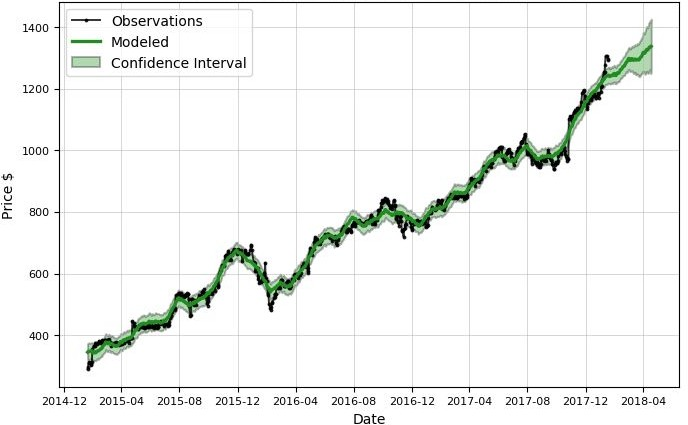 Observations
Modeled
Confidence Interval
1400
1200
1000
800
600
400
Price $
2014-12 2015-04 2015-08 2015-12 2016-04 2016-08 2016-12 2017-04 2017-08 2017-12 2018-04
Date